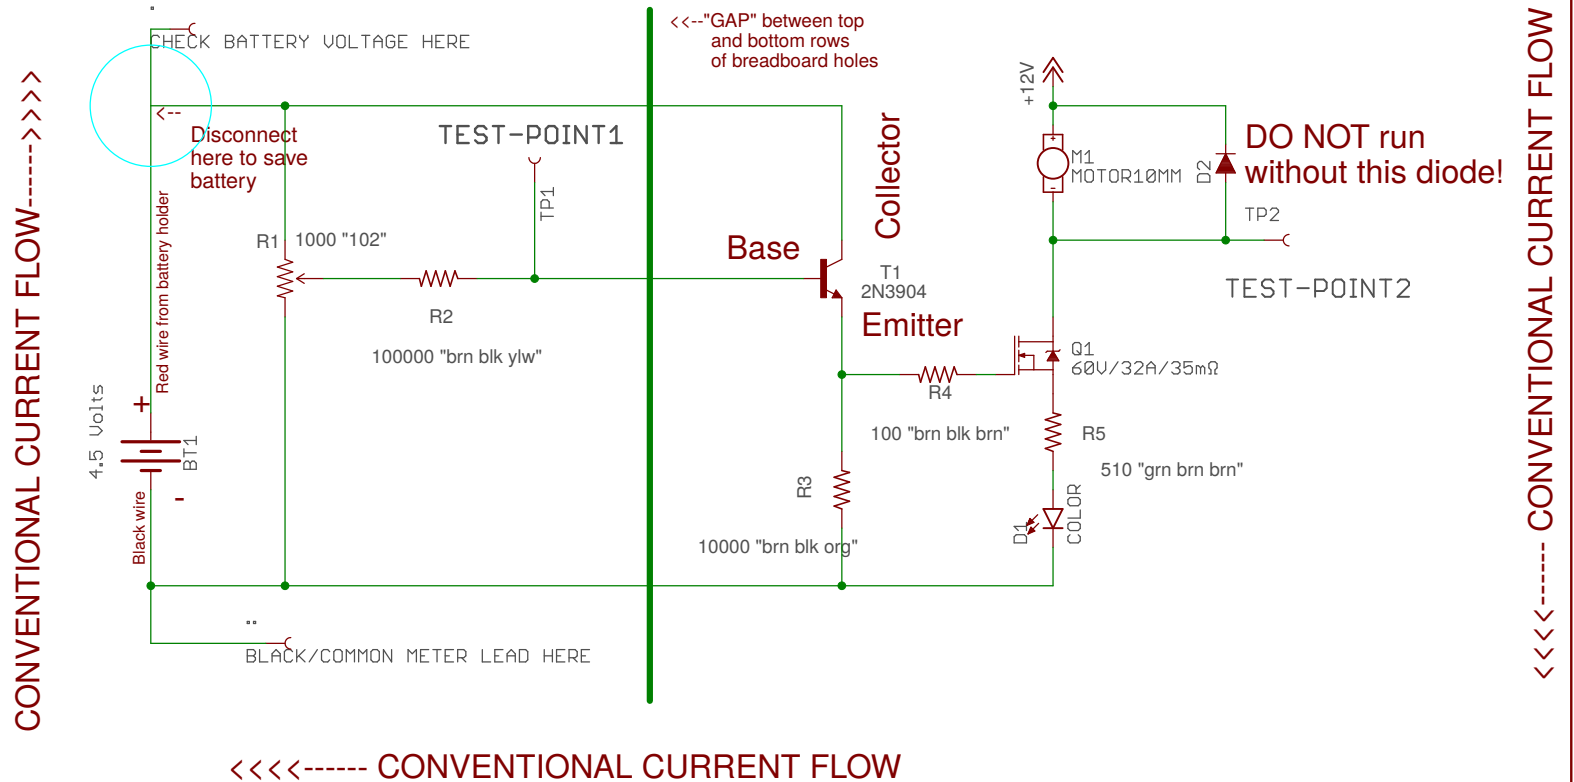 CHECK BATTERY VOLTAGE HERE
<<--"GAP" between top
and bottom rows
of breadboard holes
+12V
<--
Disconnect
here to save
battery
TEST-POINT1
TP1
Collector
M1
MOTOR10MM
D2
DO NOT run
without this diode!
TP2
TEST-POINT2
Red wire from battery holder
R1
1000 "102"
Base
T1
2N3904
Emitter
R2
100000 "brn blk ylw"
Q1
60V/32A/35mΩ
R4
100 "brn blk brn"
R5
510 "grn brn brn"
4.5 Volts
+
BT1
-
Black wire
R3
10000 "brn blk org"
D1
COLOR
BLACK/COMMON METER LEAD HERE
CONVENTIONAL CURRENT FLOW------>>>>
<<<<------ CONVENTIONAL CURRENT FLOW
<<<<------ CONVENTIONAL CURRENT FLOW